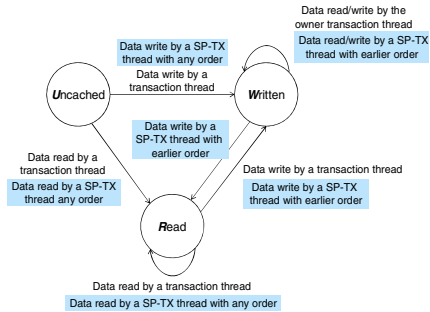 Data read/write by the
owner transaction thread
Data read/write by a SP-TX
thread with earlier order
Data write by a SP-TX
thread with any order
Data write by a
transaction thread
Uncached
Written
Data write by a
SP-TX thread with
earlier order
Data read by a
transaction thread
Data read by a SP-TX
thread any order
Data write by a transaction thread
Data write by a SP-TX
thread with earlier order
Read
Data read by a transaction thread
Data read by a SP-TX thread with any order